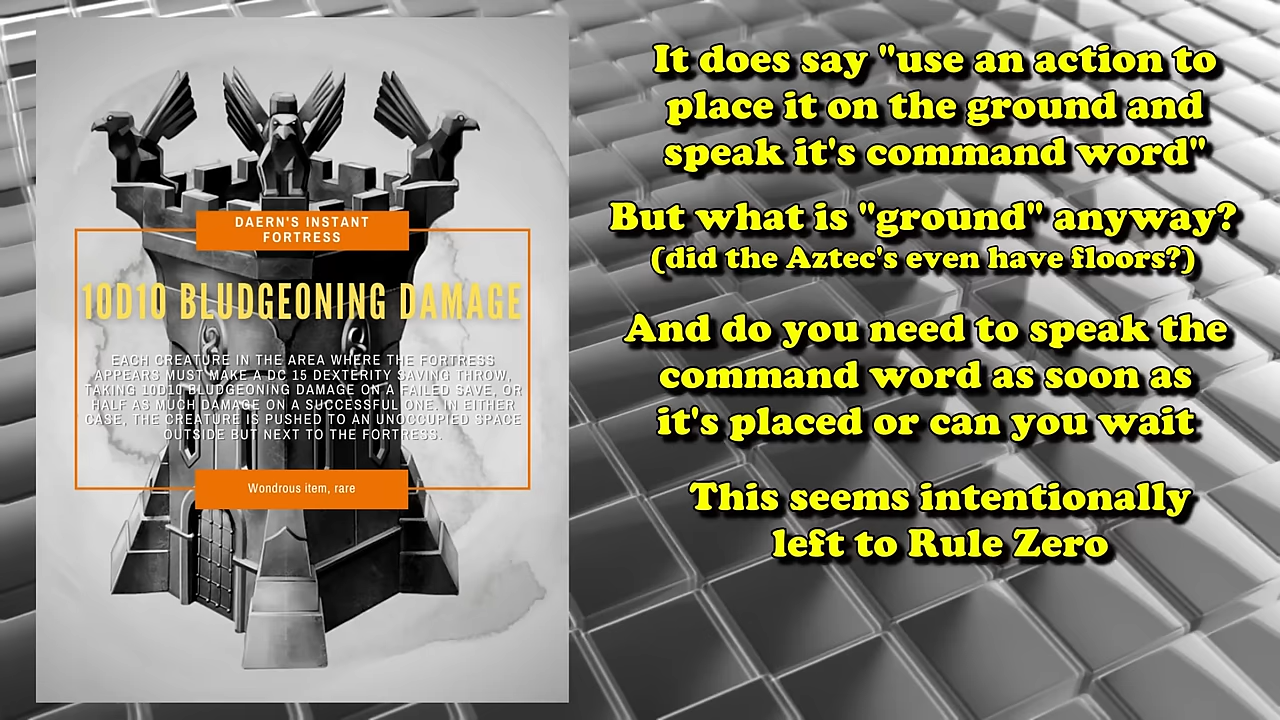 DAERN'S INSTANT
FORTRESS
10D10 BLUDGEONING DAMAGE
EACH CREATURE IN THE AREA WHERE THE FORTRESS
APPEARS MUST MAKE A DC 15 DEXTERITY SAVING THROW,
TAKING 10D10 BLUDGEONING DAMAGE ON A FAILED SAVE, OR
HALF AS MUCH DAMAGE ON A SUCCESSFUL ONE. IN EITHER
CASE, THE CREATURE IS PUSHED TO AN UNOCCUPIED SPACE
OUTSIDE BUT NEXT TO THE FORTRESS.
Wondrous item, rare
It does say "use an action to
place it on the ground and
speak it's command word"
But what is "ground" anyway?
(did the Aztec's even have floors?)
And do you need to speak the
command word as soon as
it's placed or can you wait
This seems intentionally
left to Rule Zero